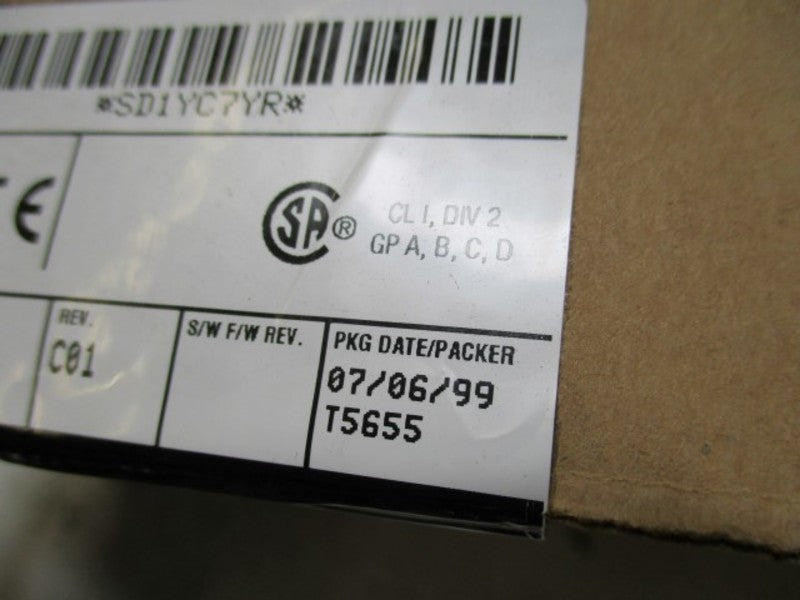 *SD1YC7YR*
CE
SA ® CL I, DIV 2
GP A, B, C, D
REV.
C01
S/W F/W REV.
PKG DATE/PACKER
07/06/99
T5655